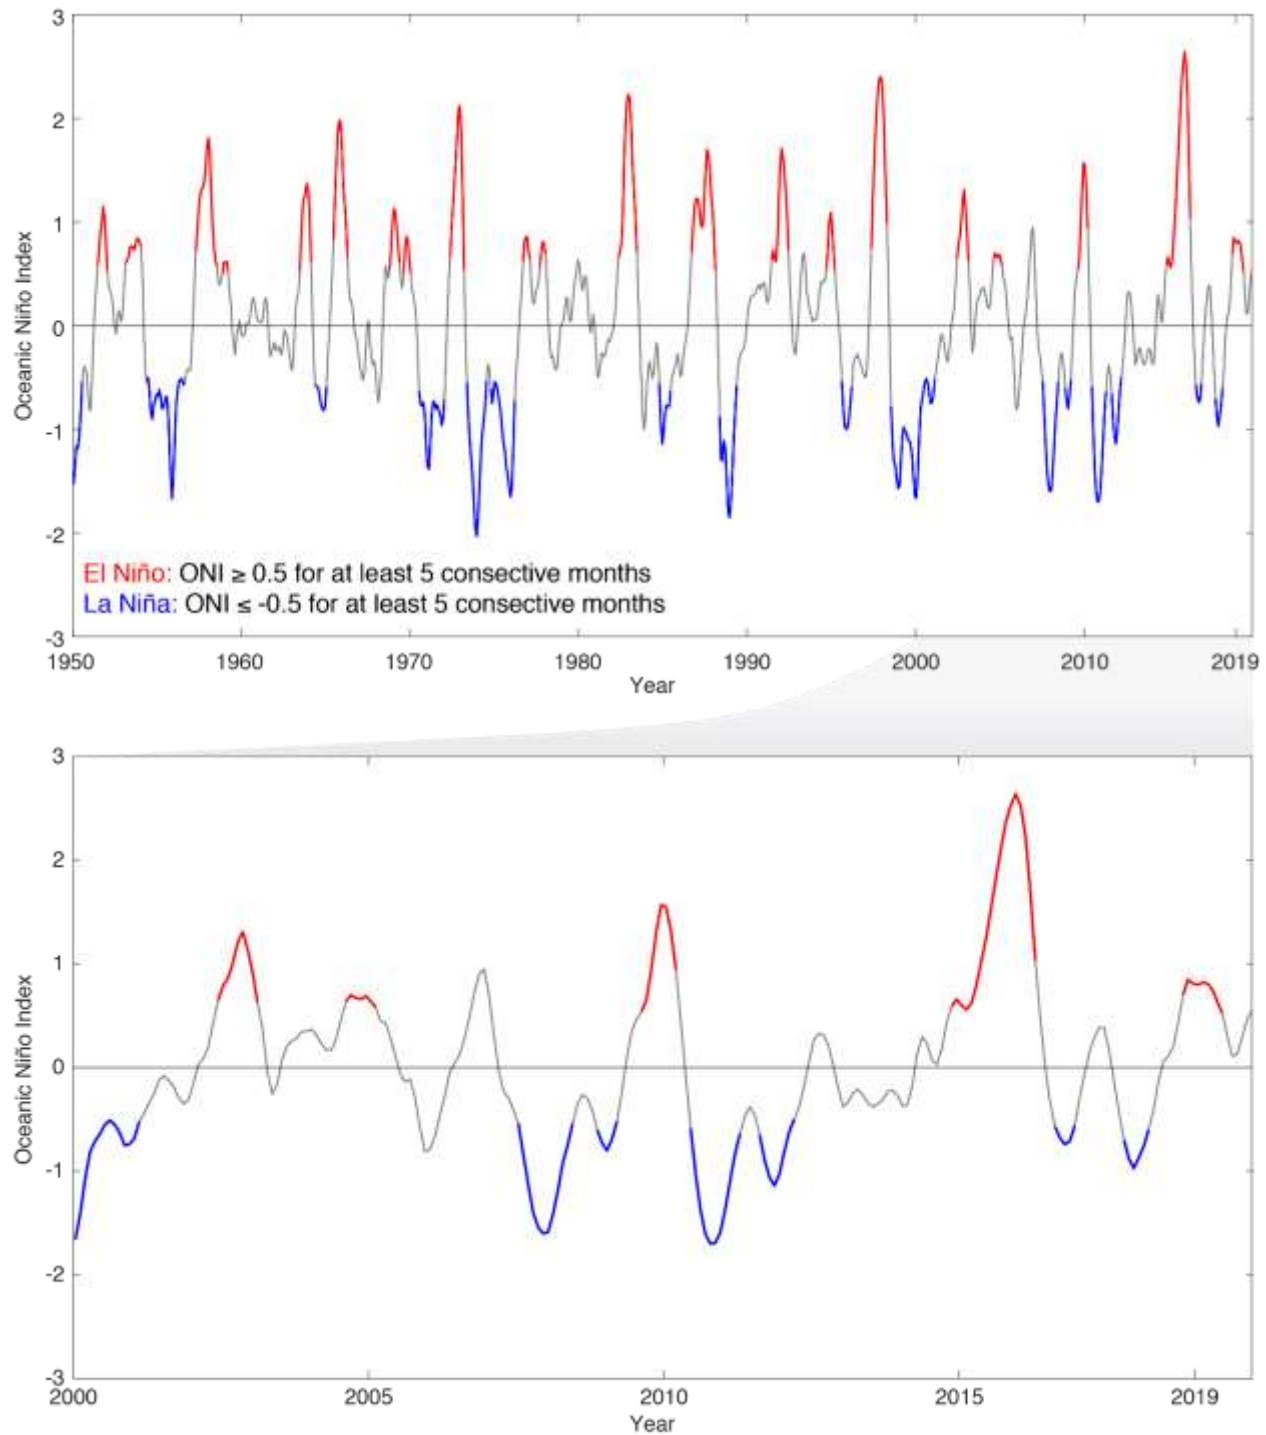 3
2
1
0
-1
-2
-3
Oceanic Niño Index
El Niño: ONI ≥ 0.5 for at least 5 consective months
La Niña: ONI ≤ -0.5 for at least 5 consective months
1950 1960 1970 1980 1990 2000 2010 2019
Year
3
2
1
0
-1
-2
-3
Oceanic Niño Index
2000 2005 2010 2015 2019
Year